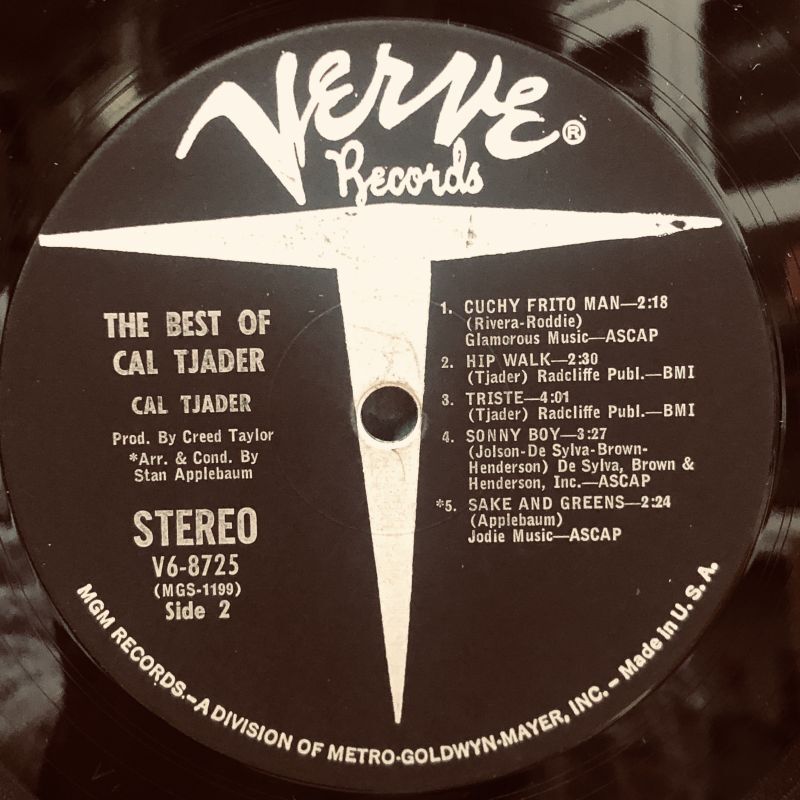 VERVE ®
Records
THE BEST OF
CAL TJADER
CAL TJADER
Prod. By Creed Taylor
*Arr. & Cond. By
Stan Applebaum
STEREO
V6-8725
(MGS-1199)
Side 2
1. CUCHY FRITO MAN—2:18
(Rivera-Roddie)
Glamorous Music—ASCAP
2. HIP WALK—2:30
(Tjader) Radcliffe Publ.—BMI
3. TRISTE—4:01
(Tjader) Radcliffe Publ.—BMI
4. SONNY BOY—3:27
(Jolson-De Sylva-Brown-
Henderson) De Sylva, Brown &
Henderson, Inc.—ASCAP
*5. SAKE AND GREENS—2:24
(Applebaum)
Jodie Music—ASCAP
MGM RECORDS.–A DIVISION OF METRO-GOLDWYN-MAYER, INC. – Made in U. S. A.